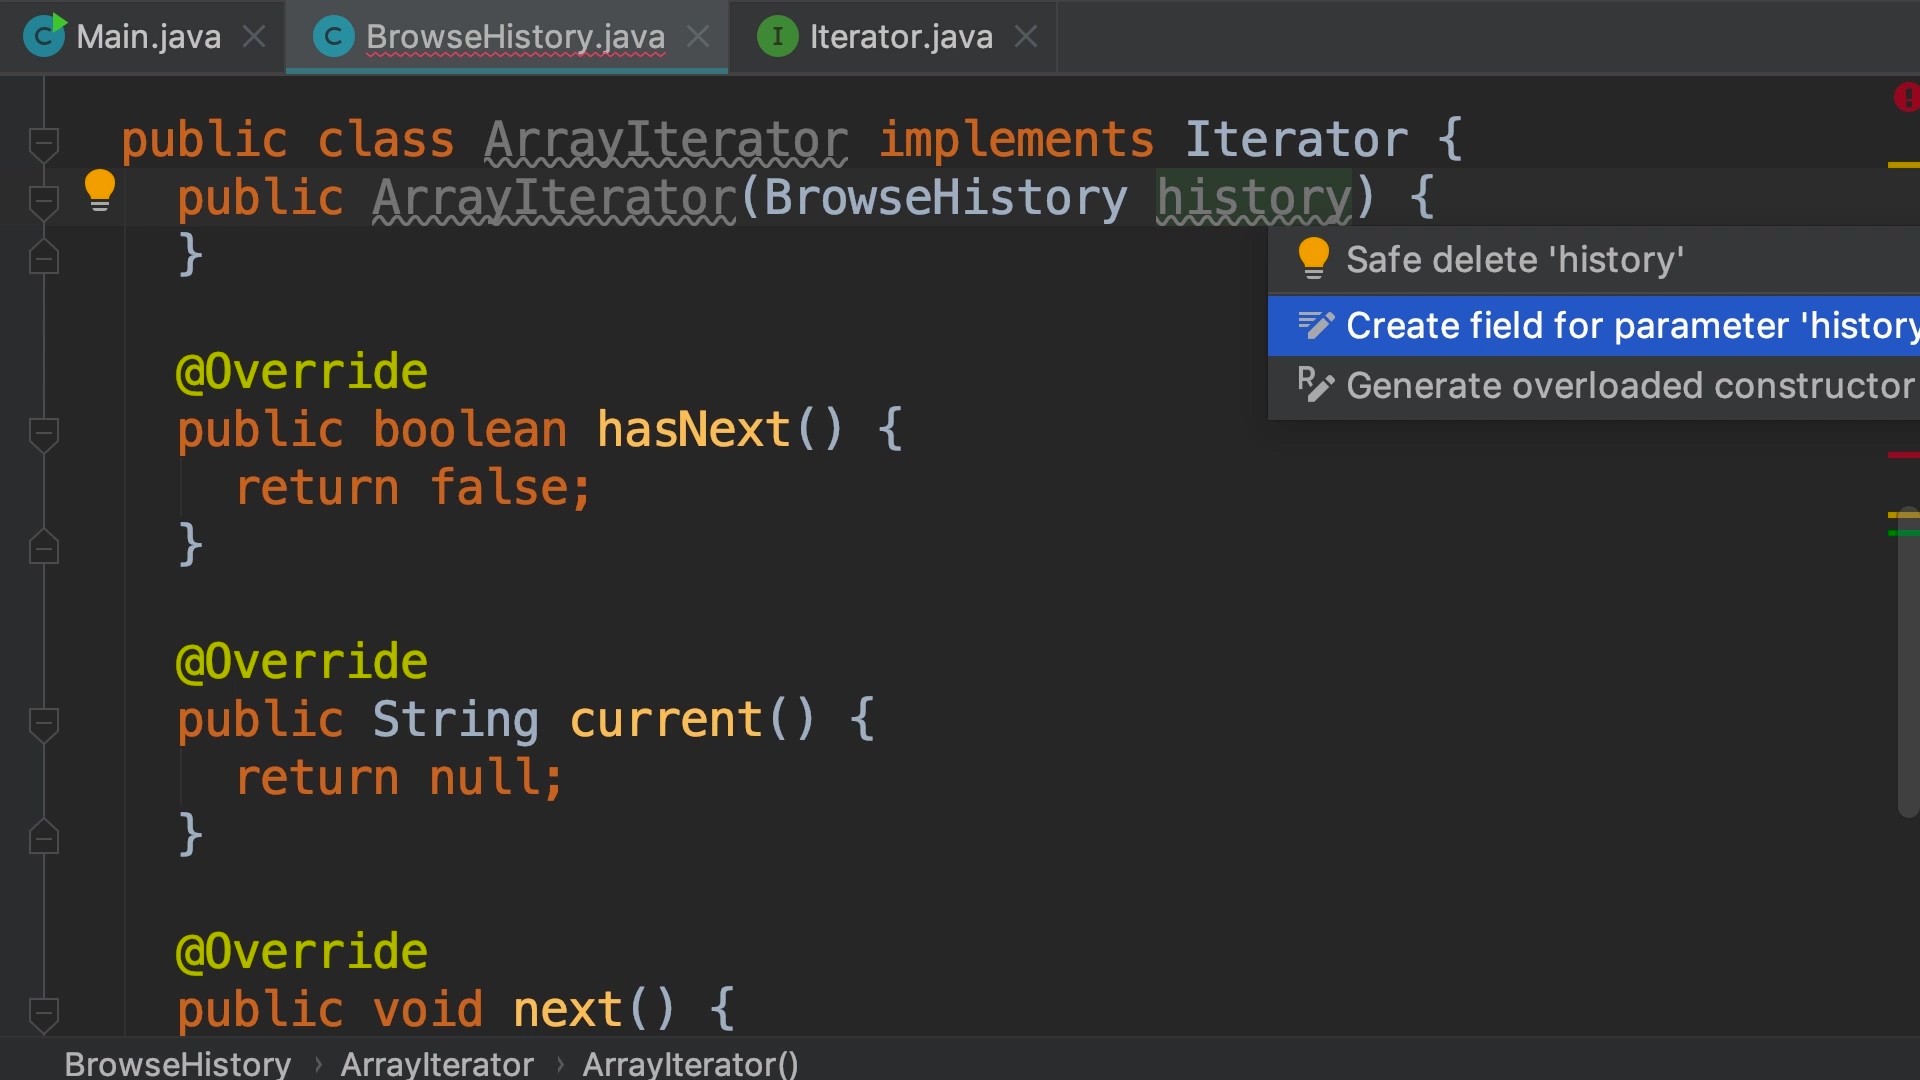 Main.java BrowseHistory.java Iterator.java
public class ArrayIterator implements Iterator {
public ArrayIterator(BrowseHistory history) {
}
Safe delete 'history'
Create field for parameter 'history
Generate overloaded constructor
@Override
public boolean hasNext() {
return false;
}
@Override
public String current() {
return null;
}
@Override
public void next() {
BrowseHistory › ArrayIterator › ArrayIterator()